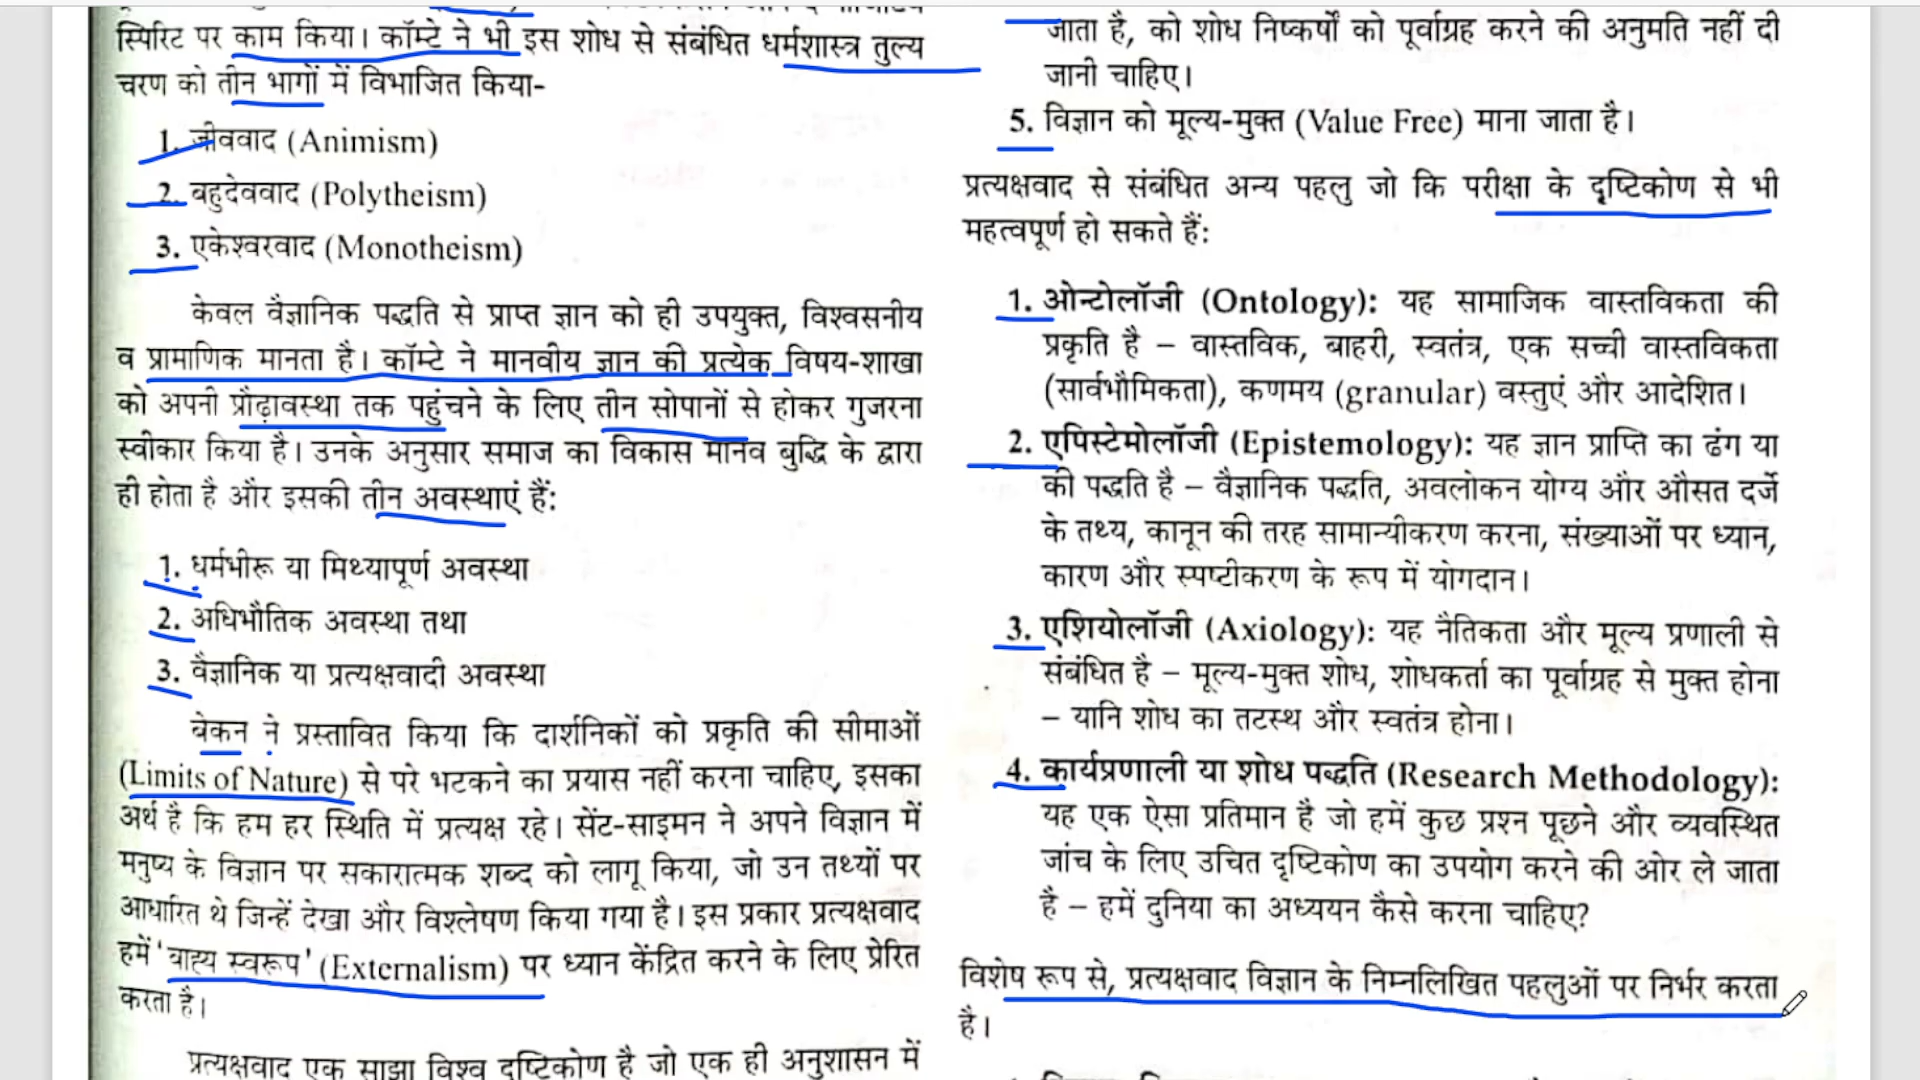 स्पिरिट पर काम किया। कॉम्टे ने भी इस शोध से संबंधित धर्मशास्त्र तुल्य
चरण को तीन भागों में विभाजित किया-
1. जीववाद (Animism)
2. बहुदेववाद (Polytheism)
3. एकेश्वरवाद (Monotheism)
केवल वैज्ञानिक पद्धति से प्राप्त ज्ञान को ही उपयुक्त, विश्वसनीय
व प्रामाणिक मानता है। कॉम्टे ने मानवीय ज्ञान की प्रत्येक विषय-शाखा
को अपनी प्रौढ़ावस्था तक पहुंचने के लिए तीन सोपानों से होकर गुजरना
स्वीकार किया है। उनके अनुसार समाज का विकास मानव बुद्धि के द्वारा
ही होता है और इसकी तीन अवस्थाएं हैं:
1. धर्मभीरू या मिथ्यापूर्ण अवस्था
2. अधिभौतिक अवस्था तथा
3. वैज्ञानिक या प्रत्यक्षवादी अवस्था
बेकन ने प्रस्तावित किया कि दार्शनिकों को प्रकृति की सीमाओं
(Limits of Nature) से परे भटकने का प्रयास नहीं करना चाहिए, इसका
अर्थ है कि हम हर स्थिति में प्रत्यक्ष रहे। सेंट-साइमन ने अपने विज्ञान में
मनुष्य के विज्ञान पर सकारात्मक शब्द को लागू किया, जो उन तथ्यों पर
आधारित थे जिन्हें देखा और विश्लेषण किया गया है। इस प्रकार प्रत्यक्षवाद
हमें 'वाह्य स्वरूप' (Externalism) पर ध्यान केंद्रित करने के लिए प्रेरित
करता है।
प्रत्यक्षवाद एक साझा विश्व दृष्टिकोण है जो एक ही अनुशासन में
जाता है, को शोध निष्कर्षों को पूर्वाग्रह करने की अनुमति नहीं दी
जानी चाहिए।
5. विज्ञान को मूल्य-मुक्त (Value Free) माना जाता है।
प्रत्यक्षवाद से संबंधित अन्य पहलु जो कि परीक्षा के दृष्टिकोण से भी
महत्वपूर्ण हो सकते हैं:
1. ओन्टोलॉजी (Ontology): यह सामाजिक वास्तविकता की
प्रकृति है – वास्तविक, बाहरी, स्वतंत्र, एक सच्ची वास्तविकता
(सार्वभौमिकता), कणमय (granular) वस्तुएं और आदेशित।
2. एपिस्टेमोलॉजी (Epistemology): यह ज्ञान प्राप्ति का ढंग या
की पद्धति है – वैज्ञानिक पद्धति, अवलोकन योग्य और औसत दर्जे
के तथ्य, कानून की तरह सामान्यीकरण करना, संख्याओं पर ध्यान,
कारण और स्पष्टीकरण के रूप में योगदान।
3. एशियोलॉजी (Axiology): यह नैतिकता और मूल्य प्रणाली से
संबंधित है – मूल्य-मुक्त शोध, शोधकर्ता का पूर्वाग्रह से मुक्त होना
– यानि शोध का तटस्थ और स्वतंत्र होना।
4. कार्यप्रणाली या शोध पद्धति (Research Methodology):
यह एक ऐसा प्रतिमान है जो हमें कुछ प्रश्न पूछने और व्यवस्थित
जांच के लिए उचित दृष्टिकोण का उपयोग करने की ओर ले जाता
है – हमें दुनिया का अध्ययन कैसे करना चाहिए?
विशेष रूप से, प्रत्यक्षवाद विज्ञान के निम्नलिखित पहलुओं पर निर्भर करता
है।